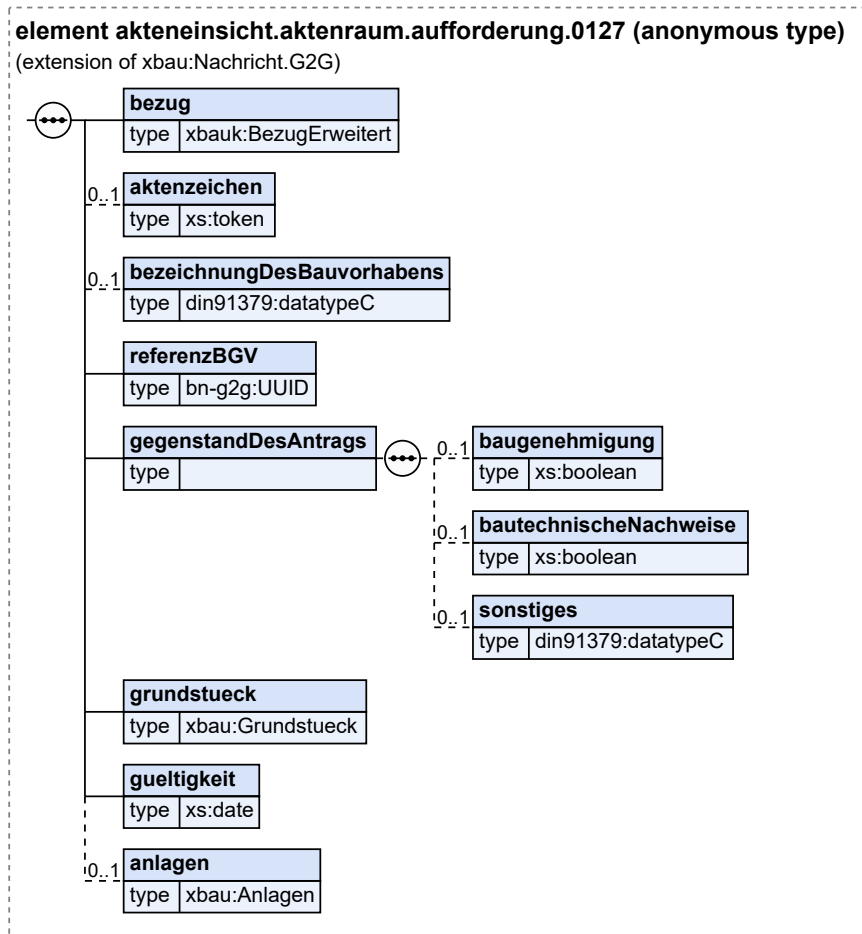 element akteneinsicht.aktenraum.aufforderung.0127 (anonymous type)
(extension of xbau:Nachricht.G2G)
bezug
type xbauk:BezugErweitert
0..1 aktenzeichen
type xs:token
0..1 bezeichnungDesBauvorhabens
type din91379:datatypeC
referenzBGV
type bn-g2g:UUID
gegenstandDesAntrags
type
0..1 baugenehmigung
type xs:boolean
0..1 bautechnischeNachweise
type xs:boolean
0..1 sonstiges
type din91379:datatypeC
grundstueck
type xbau:Grundstueck
gueltigkeit
type xs:date
0..1 anlagen
type xbau:Anlagen